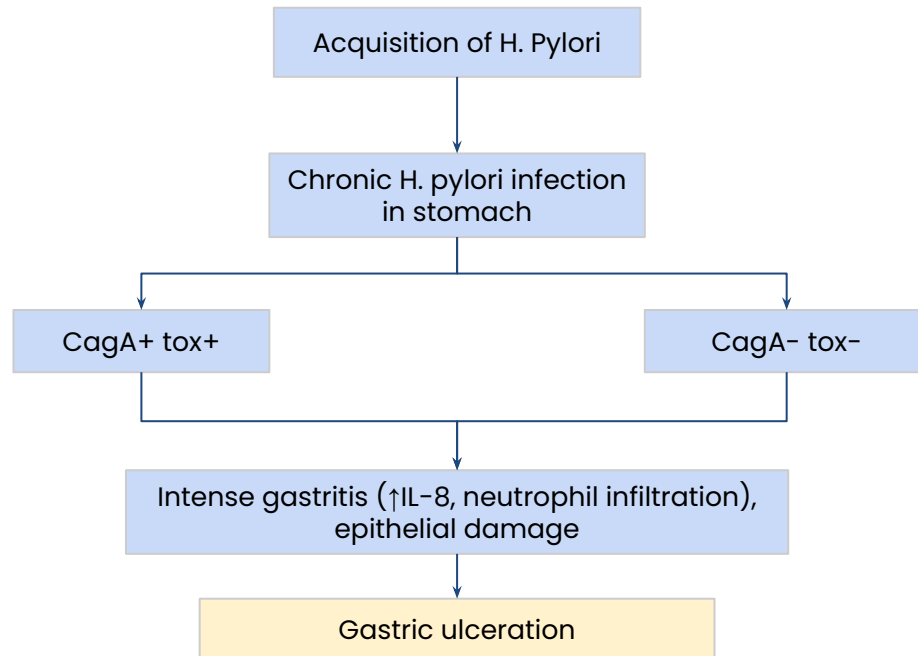 Acquisition of H. Pylori
Chronic H. pylori infection
in stomach
CagA+ tox+
CagA- tox-
Intense gastritis (↑IL-8, neutrophil infiltration),
epithelial damage
Gastric ulceration